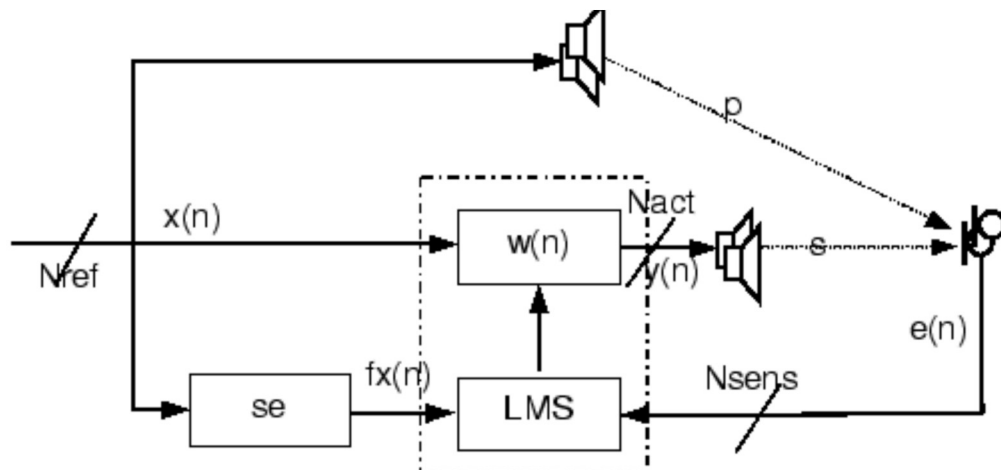 p
x(n)
Nact
w(n)
Nref
y(n)
s
e(n)
fx(n)
Nsens
se
LMS